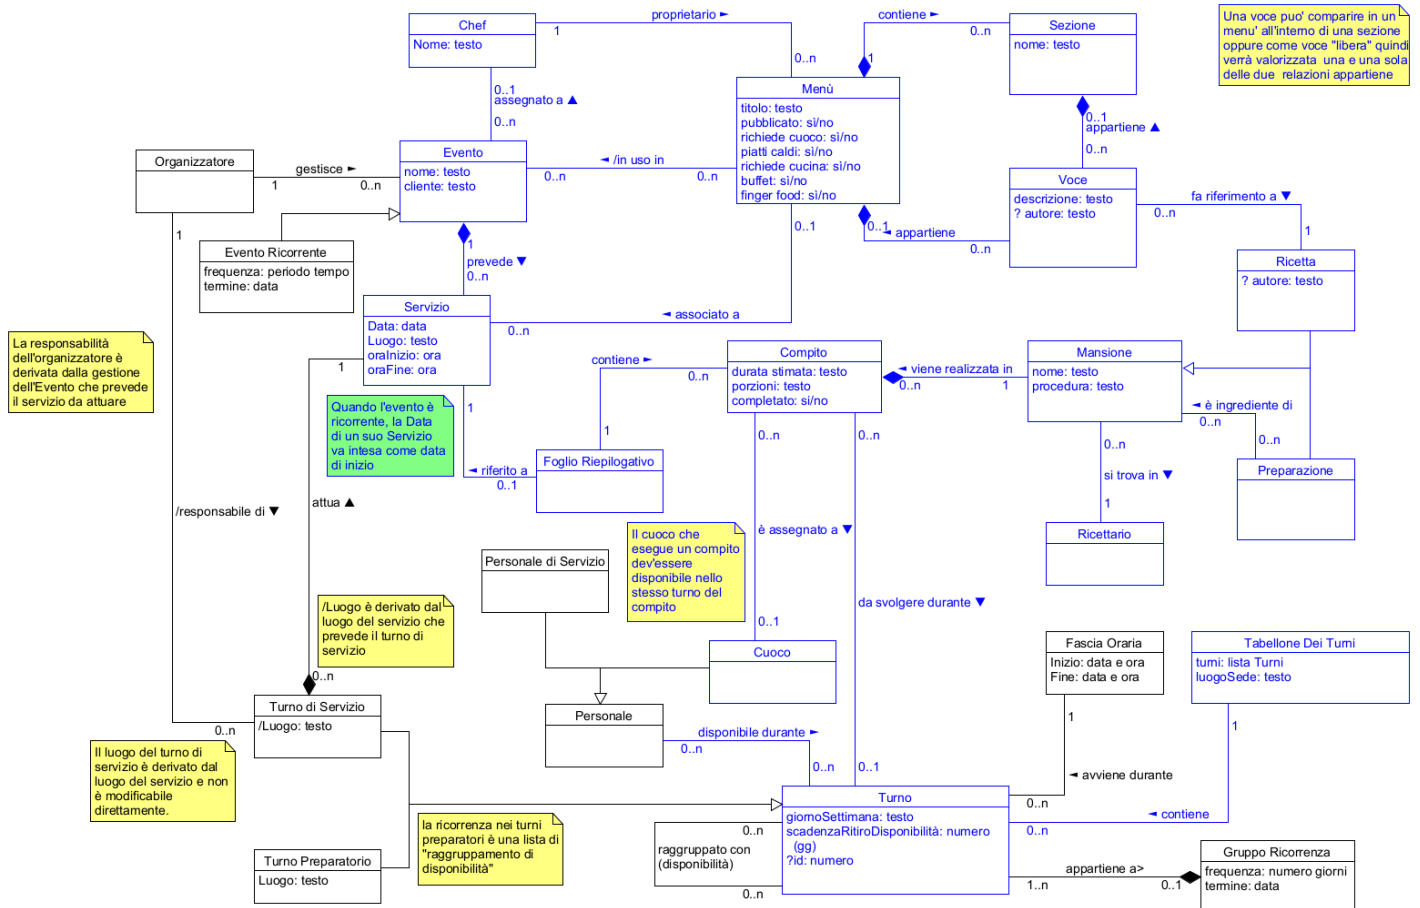 Chef
Nome: testo
proprietario ►
1
0..n
contiene ►
0..n
1
Sezione
nome: testo
Una voce puo' comparire in un
menu' all'interno di una sezione
oppure come voce "libera" quindi
verrà valorizzata una e una sola
delle due relazioni appartiene
0..1
assegnato a ▲
0..n
Menù
titolo: testo
pubblicato: sì/no
richiede cuoco: sì/no
piatti caldi: sì/no
richiede cucina: sì/no
buffet: sì/no
finger food: sì/no
0..1
appartiene ▲
0..n
Organizzatore
gestisce ►
1
0..n
Evento
nome: testo
cliente: testo
◄ /in uso in
0..n
0..n
Voce
descrizione: testo
? autore: testo
fa riferimento a ▼
0..n
1
0..1
◄ appartiene
0..n
0..1
1
Evento Ricorrente
frequenza: periodo tempo
termine: data
1
prevede ▼
0..n
Ricetta
? autore: testo
Servizio
Data: data
Luogo: testo
oraInizio: ora
oraFine: ora
◄ associato a
0..n
La responsabilità
dell'organizzatore è
derivata dalla gestione
dell'Evento che prevede
il servizio da attuare
1
1
contiene ►
0..n
1
Compito
durata stimata: testo
porzioni: testo
completato: si/no
◄ viene realizzata in
0..n
1
Mansione
nome: testo
procedura: testo
◄ è ingrediente di
0..n
0..n
Quando l'evento è
ricorrente, la Data
di un suo Servizio
va intesa come data
di inizio
◄ riferito a
0..1
Foglio Riepilogativo
0..n
0..n
0..n
si trova in ▼
1
Preparazione
Ricettario
attua ▲
/responsabile di ▼
Il cuoco che
esegue un compito
dev'essere
disponibile nello
stesso turno del
compito
è assegnato a ▼
0..1
da svolgere durante ▼
Personale di Servizio
/Luogo è derivato dal
luogo del servizio che
prevede il turno di
servizio
Cuoco
Fascia Oraria
Inizio: data e ora
Fine: data e ora
Tabellone Dei Turni
turni: lista Turni
luogoSede: testo
0..n
Turno di Servizio
/Luogo: testo
0..n
Personale
disponibile durante ►
0..n
0..n
0..1
1
◄ avviene durante
0..n
1
◄ contiene
0..n
Il luogo del turno di
servizio è derivato dal
luogo del servizio e non
è modificabile
direttamente.
Turno
giornoSettimana: testo
scadenzaRitiroDisponibilità: numero
(gg)
?id: numero
la ricorrenza nei turni
preparatori è una lista di
"raggruppamento di
disponibilità"
0..n
raggruppato con
(disponibilità)
0..n
Turno Preparatorio
Luogo: testo
appartiene a>
1..n
0..1
Gruppo Ricorrenza
frequenza: numero giorni
termine: data